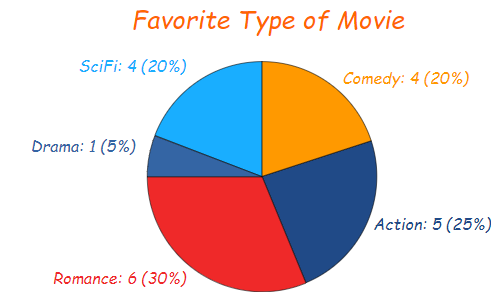 Favorite Type of Movie
SciFi: 4 (20%)
Comedy: 4 (20%)
Drama: 1 (5%)
Action: 5 (25%)
Romance: 6 (30%)